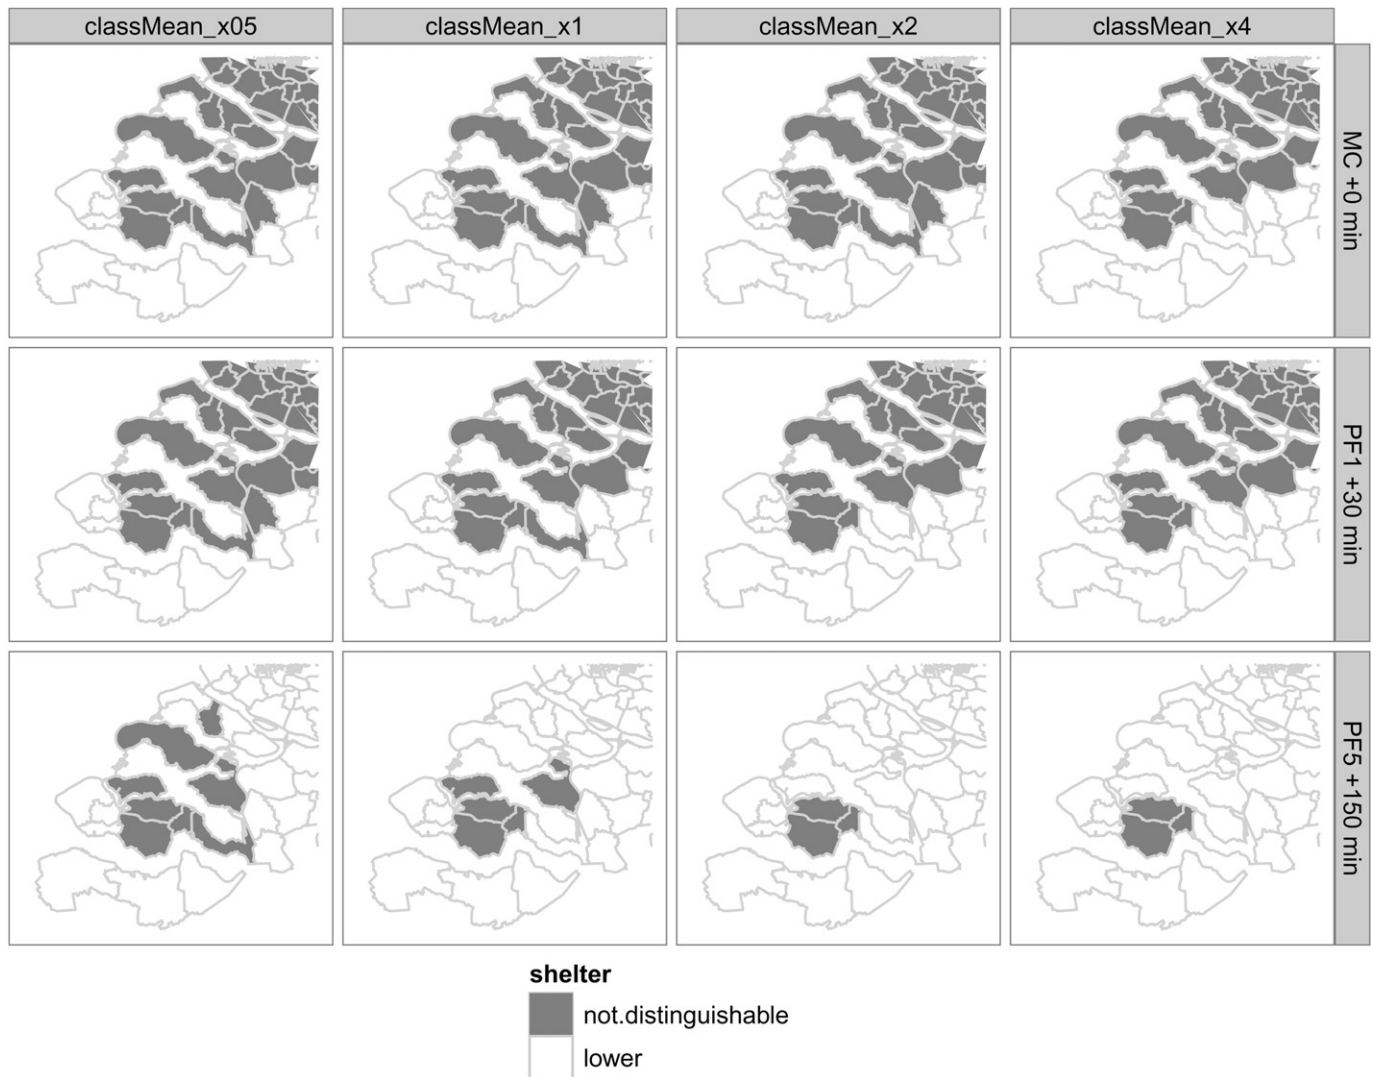 classMean_x05
classMean_x1
classMean_x2
classMean_x4
MC +0 min
PF1 +30 min
PF5 +150 min
shelter
not.distinguishable
lower